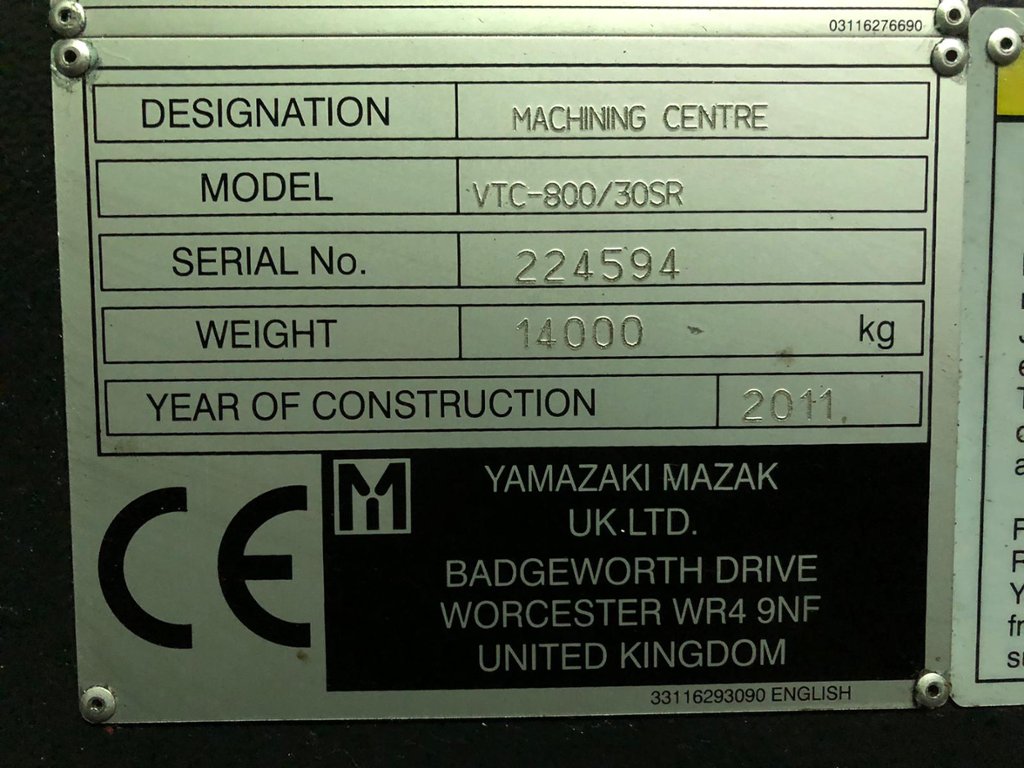 03116276690
DESIGNATION MACHINING CENTRE
MODEL VTC-800/30SR
SERIAL No. 224594
WEIGHT 14000 kg
YEAR OF CONSTRUCTION 2011.
CE
M
YAMAZAKI MAZAK
UK.LTD.
BADGEWORTH DRIVE
WORCESTER WR4 9NF
UNITED KINGDOM
33116293090 ENGLISH